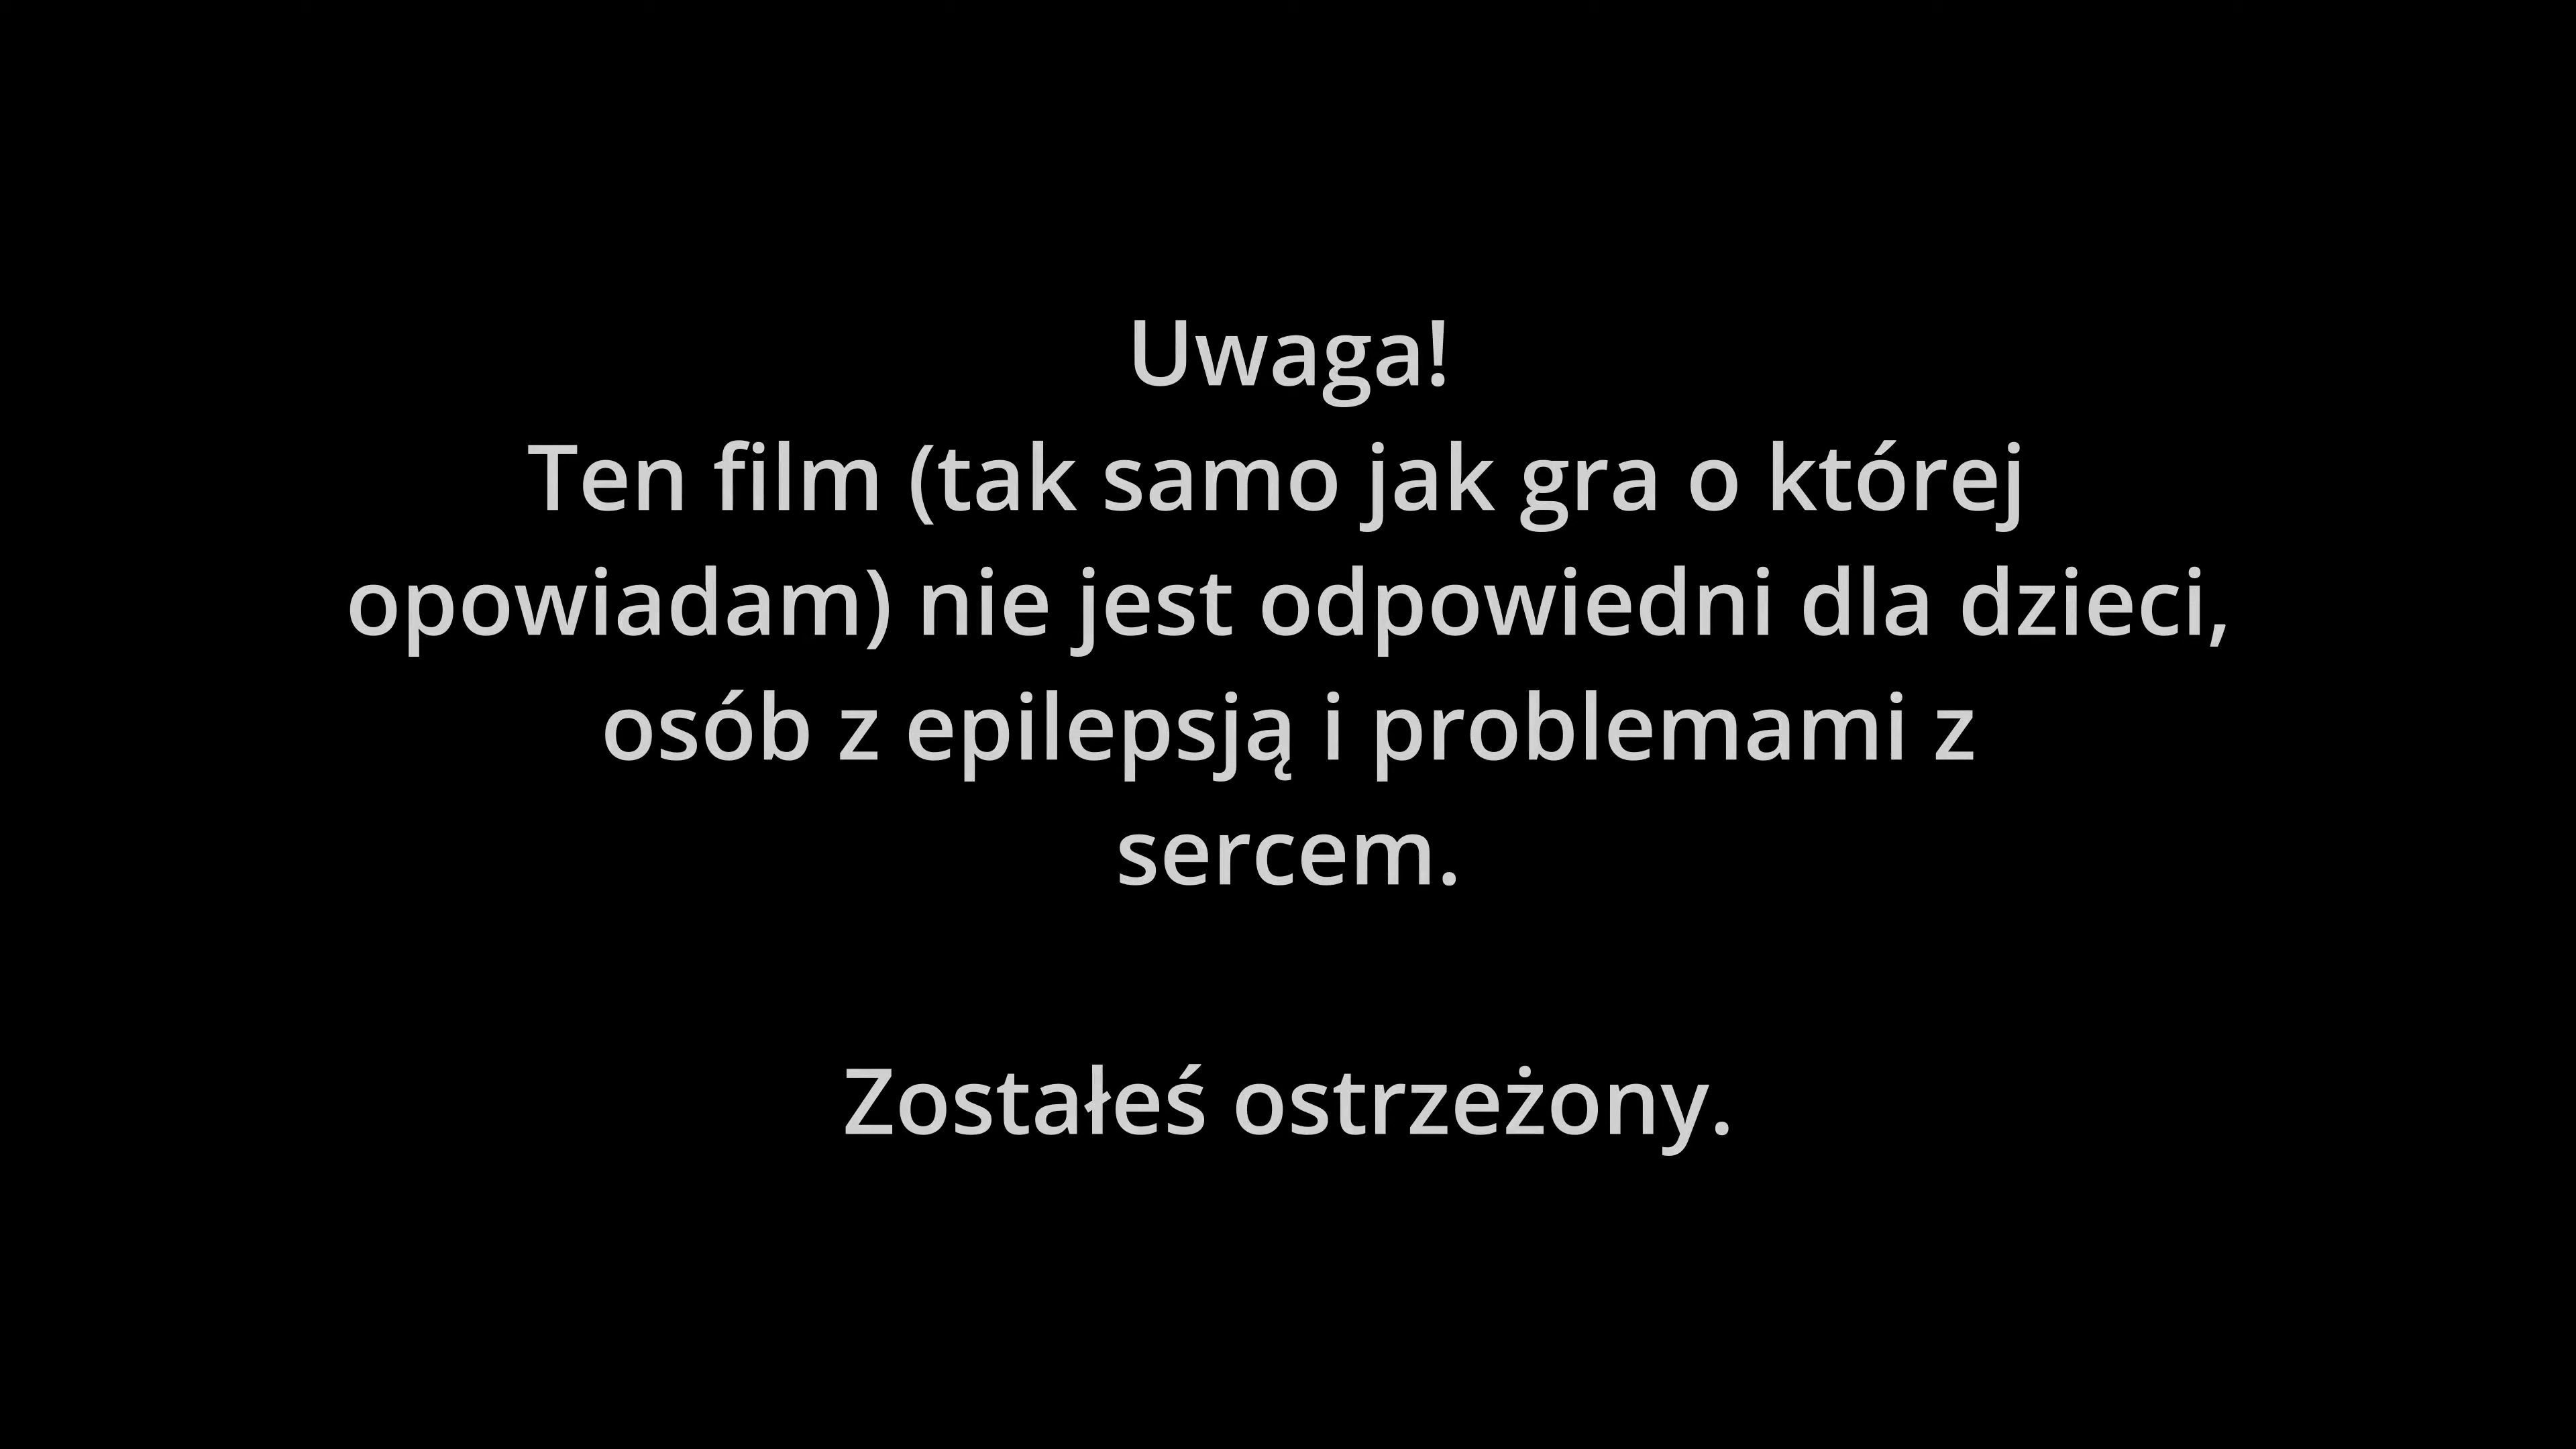 Uwaga!
Ten film (tak samo jak gra o której
opowiadam) nie jest odpowiedni dla dzieci,
osób z epilepsją i problemami z
sercem.
Zostałeś ostrzeżony.